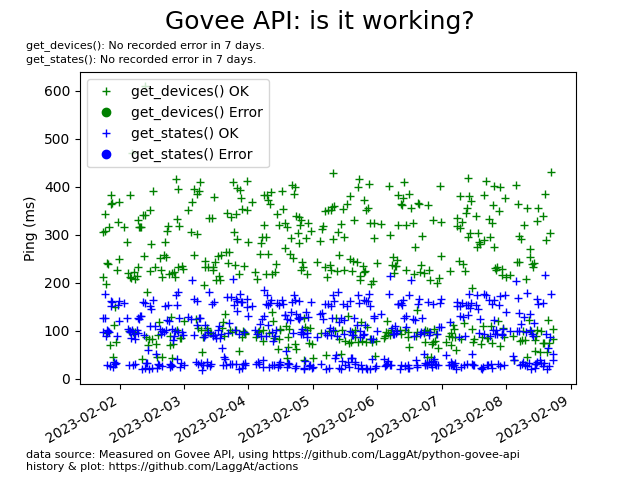 Govee API: is it working?
get_devices(): No recorded error in 7 days.
get_states(): No recorded error in 7 days.
get_devices() OK
get_devices() Error
get_states() OK
get_states() Error
Ping (ms)
600
500
400
300
200
100
0
2023-02-02
2023-02-03
2023-02-04
2023-02-05
2023-02-06
2023-02-07
2023-02-08
2023-02-09
data source: Measured on Govee API, using https://github.com/LaggAt/python-govee-api
history & plot: https://github.com/LaggAt/actions